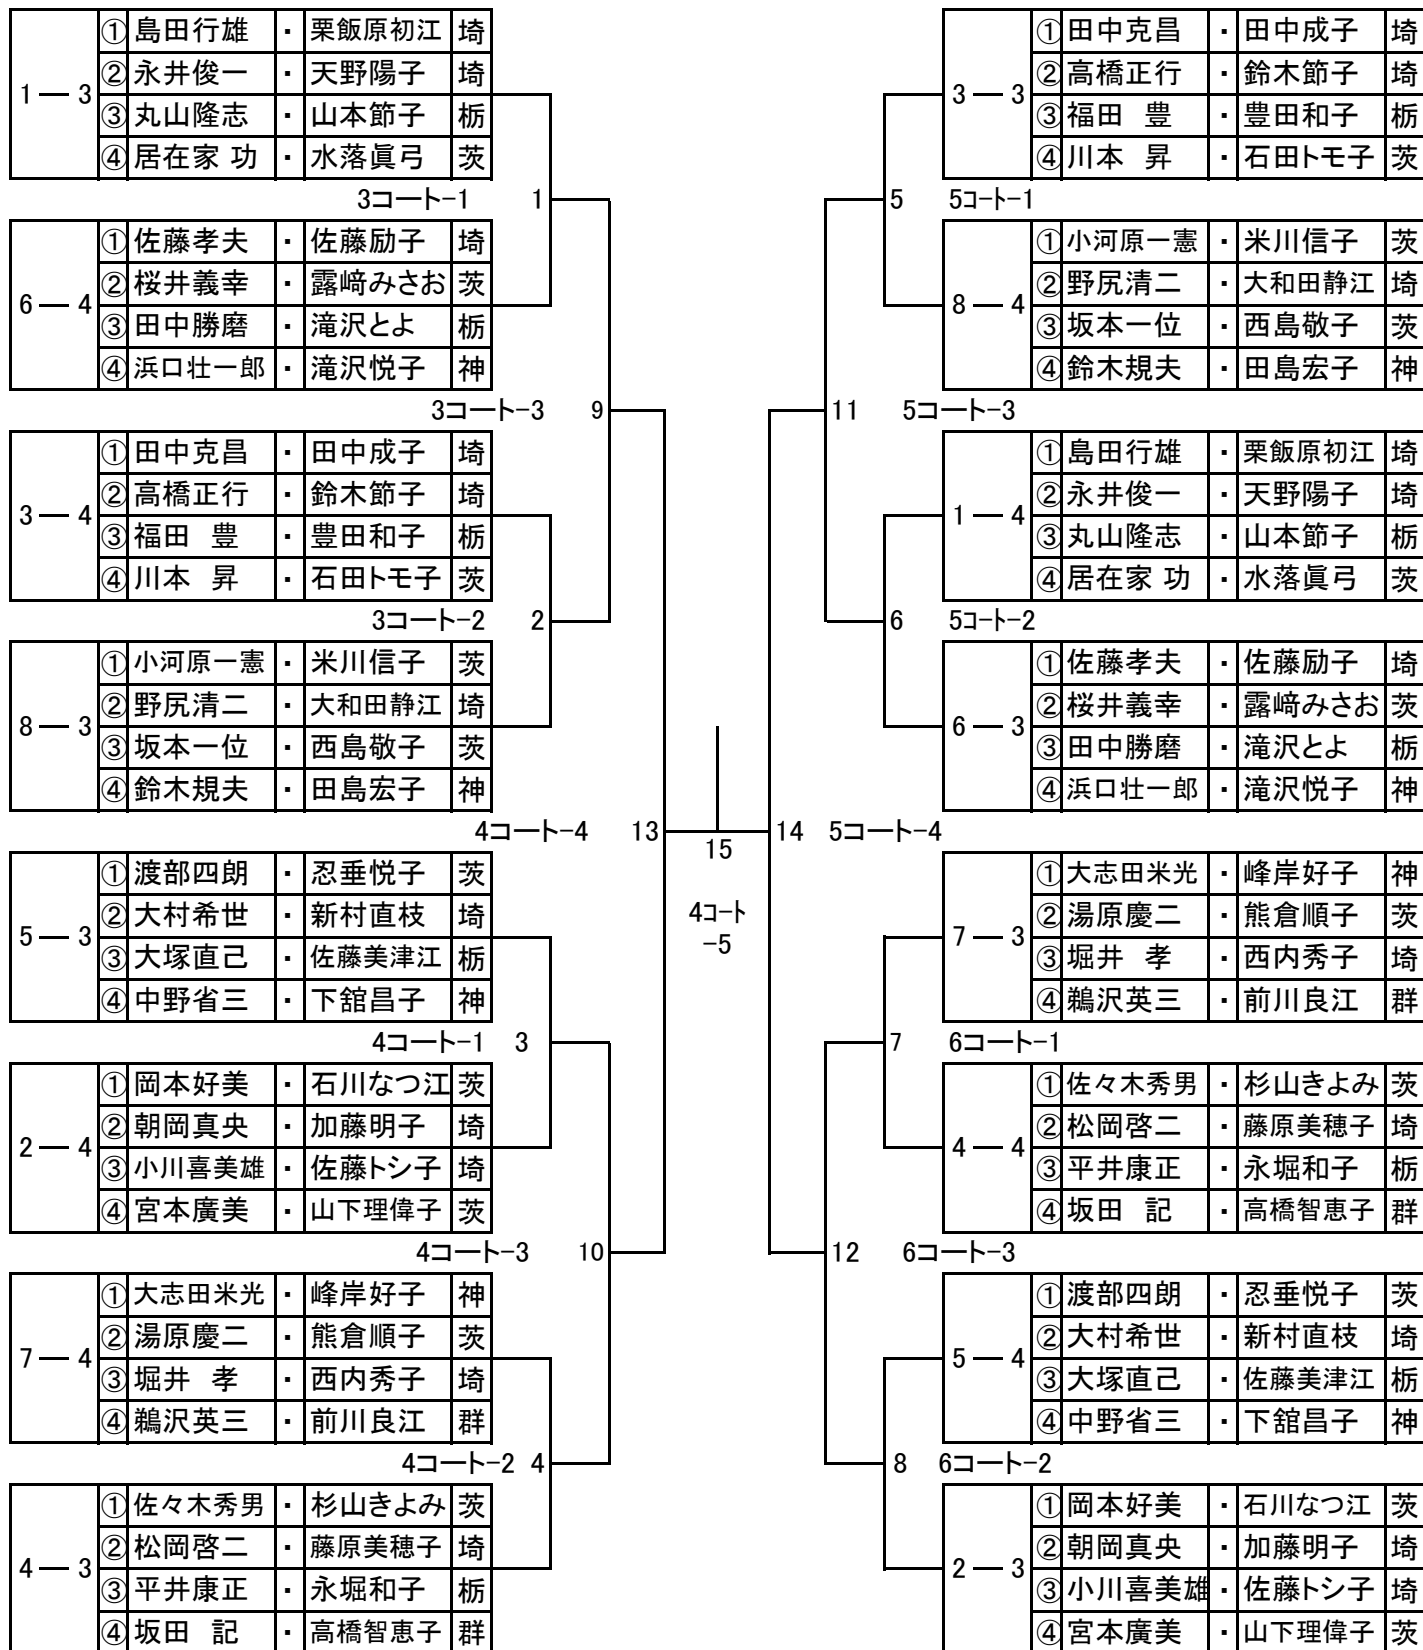 1 — 3
① 島田行雄 ・ 栗飯原初江 埼
② 永井俊一 ・ 天野陽子 埼
③ 丸山隆志 ・ 山本節子 栃
④ 居在家 功 ・ 水落眞弓 茨
3コート-1 1
6 — 4
① 佐藤孝夫 ・ 佐藤励子 埼
② 桜井義幸 ・ 露﨑みさお 茨
③ 田中勝磨 ・ 滝沢とよ 栃
④ 浜口壮一郎 ・ 滝沢悦子 神
3コート-3 9
3 — 4
① 田中克昌 ・ 田中成子 埼
② 高橋正行 ・ 鈴木節子 埼
③ 福田 豊 ・ 豊田和子 栃
④ 川本 昇 ・ 石田トモ子 茨
3コート-2 2
8 — 3
① 小河原一憲 ・ 米川信子 茨
② 野尻清二 ・ 大和田静江 埼
③ 坂本一位 ・ 西島敬子 茨
④ 鈴木規夫 ・ 田島宏子 神
4コート-4 13
5 — 3
① 渡部四朗 ・ 忍垂悦子 茨
② 大村希世 ・ 新村直枝 埼
③ 大塚直己 ・ 佐藤美津江 栃
④ 中野省三 ・ 下舘昌子 神
4コート-1 3
2 — 4
① 岡本好美 ・ 石川なつ江 茨
② 朝岡真央 ・ 加藤明子 埼
③ 小川喜美雄 ・ 佐藤トシ子 埼
④ 宮本廣美 ・ 山下理偉子 茨
4コート-3 10
7 — 4
① 大志田米光 ・ 峰岸好子 神
② 湯原慶二 ・ 熊倉順子 茨
③ 堀井 孝 ・ 西内秀子 埼
④ 鵜沢英三 ・ 前川良江 群
4コート-2 4
4 — 3
① 佐々木秀男 ・ 杉山きよみ 茨
② 松岡啓二 ・ 藤原美穂子 埼
③ 平井康正 ・ 永堀和子 栃
④ 坂田 記 ・ 高橋智恵子 群
15
4コート
-5
3 — 3
① 田中克昌 ・ 田中成子 埼
② 高橋正行 ・ 鈴木節子 埼
③ 福田 豊 ・ 豊田和子 栃
④ 川本 昇 ・ 石田トモ子 茨
5 5コート-1
8 — 4
① 小河原一憲 ・ 米川信子 茨
② 野尻清二 ・ 大和田静江 埼
③ 坂本一位 ・ 西島敬子 茨
④ 鈴木規夫 ・ 田島宏子 神
11 5コート-3
1 — 4
① 島田行雄 ・ 栗飯原初江 埼
② 永井俊一 ・ 天野陽子 埼
③ 丸山隆志 ・ 山本節子 栃
④ 居在家 功 ・ 水落眞弓 茨
6 5コート-2
6 — 3
① 佐藤孝夫 ・ 佐藤励子 埼
② 桜井義幸 ・ 露﨑みさお 茨
③ 田中勝磨 ・ 滝沢とよ 栃
④ 浜口壮一郎 ・ 滝沢悦子 神
14 5コート-4
7 — 3
① 大志田米光 ・ 峰岸好子 神
② 湯原慶二 ・ 熊倉順子 茨
③ 堀井 孝 ・ 西内秀子 埼
④ 鵜沢英三 ・ 前川良江 群
7 6コート-1
4 — 4
① 佐々木秀男 ・ 杉山きよみ 茨
② 松岡啓二 ・ 藤原美穂子 埼
③ 平井康正 ・ 永堀和子 栃
④ 坂田 記 ・ 高橋智恵子 群
12 6コート-3
5 — 4
① 渡部四朗 ・ 忍垂悦子 茨
② 大村希世 ・ 新村直枝 埼
③ 大塚直己 ・ 佐藤美津江 栃
④ 中野省三 ・ 下舘昌子 神
8 6コート-2
2 — 3
① 岡本好美 ・ 石川なつ江 茨
② 朝岡真央 ・ 加藤明子 埼
③ 小川喜美雄 ・ 佐藤トシ子 埼
④ 宮本廣美 ・ 山下理偉子 茨